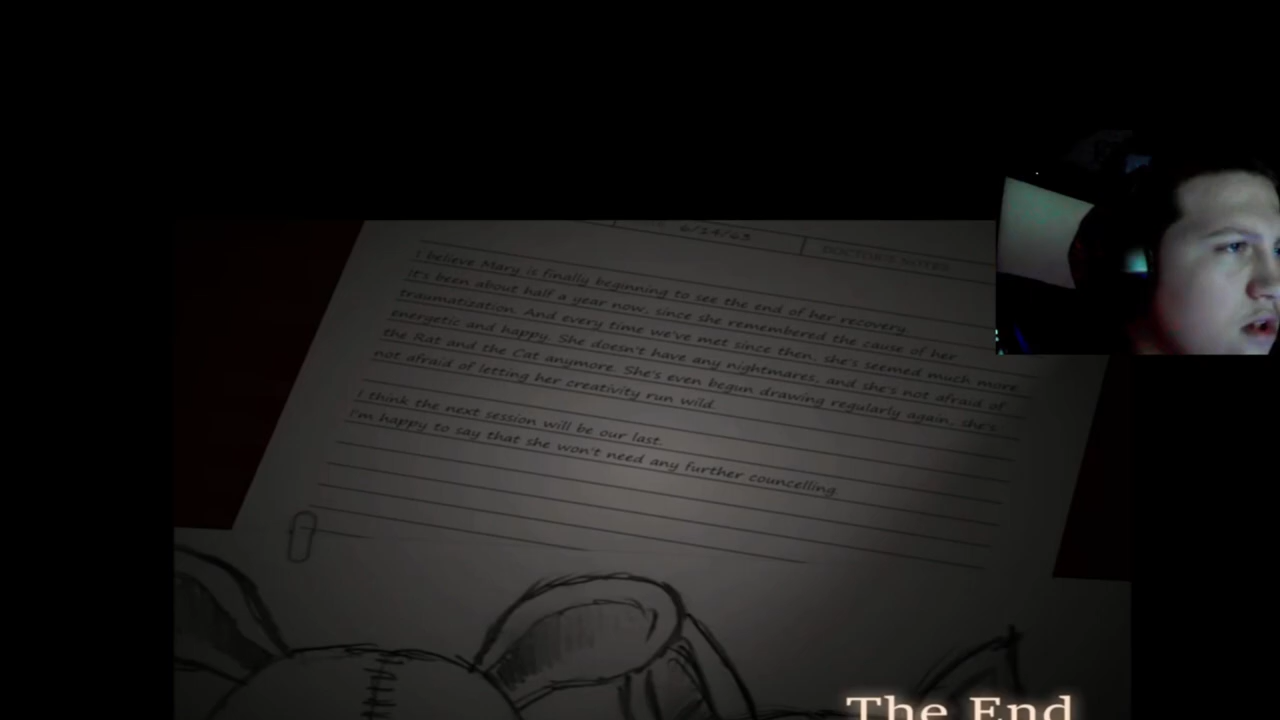 6/14/63
DOCTOR'S NOTES
I believe Mary is finally beginning to see the end of her recovery.
It's been about half a year now, since she remembered the cause of her
traumatization. And every time we've met since then, she's seemed much more
energetic and happy. She doesn't have any nightmares, and she's not afraid of
the Rat and the Cat anymore. She's even begun drawing regularly again, she's
not afraid of letting her creativity run wild.
I think the next session will be our last.
I'm happy to say that she won't need any further councelling
The End